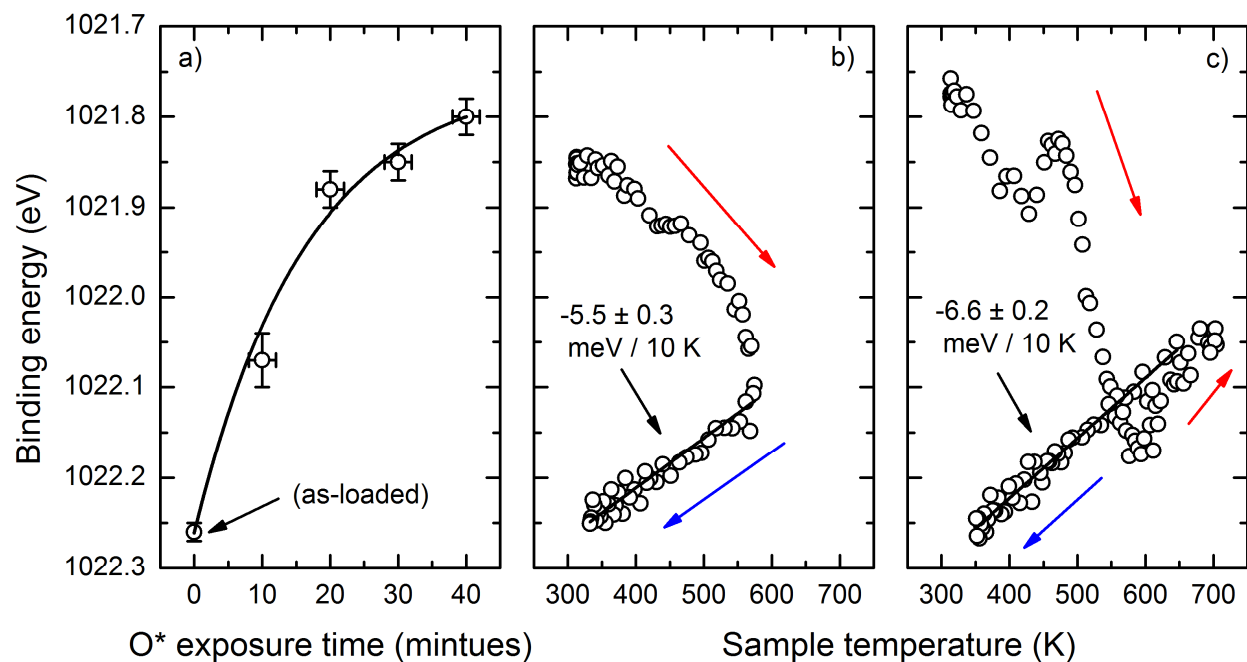 Binding energy (eV)
1021.7
1021.8
1021.9
1022.0
1022.1
1022.2
1022.3
a)
(as-loaded)
0 10 20 30 40
O* exposure time (mintues)
b)
-5.5 ± 0.3
meV / 10 K
300 400 500 600 700
c)
-6.6 ± 0.2
meV / 10 K
300 400 500 600 700
Sample temperature (K)